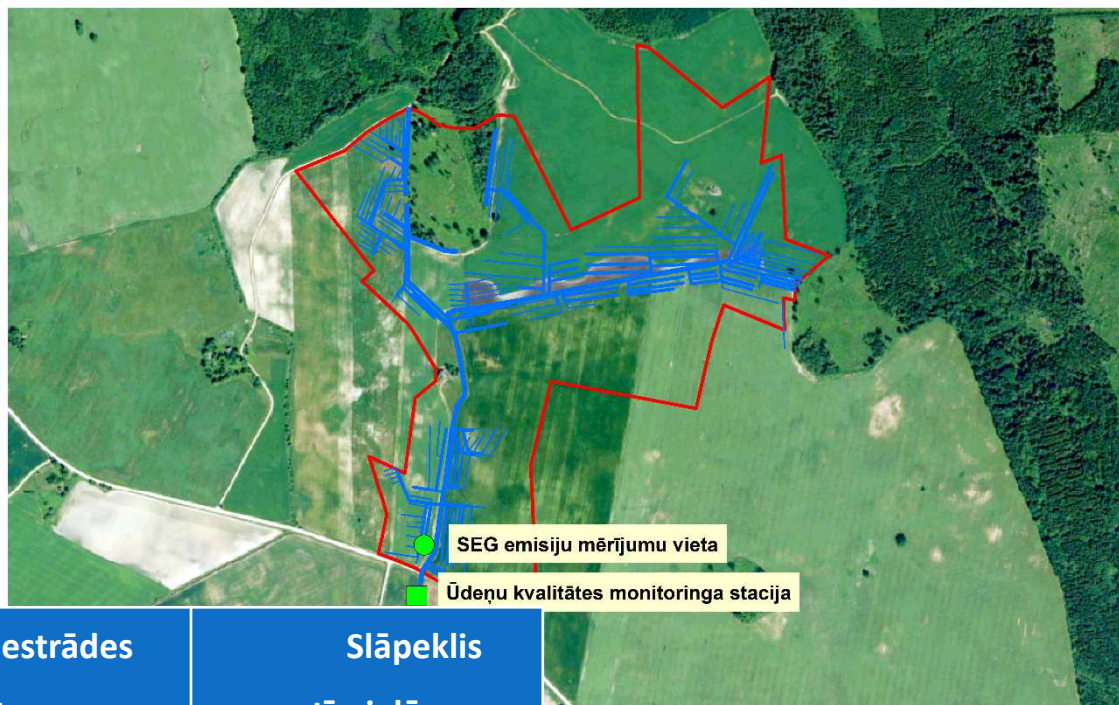 SEG emisiju mērījumu vieta
Ūdeņu kvalitātes monitoringa stacija
estrādes
Slāpeklis